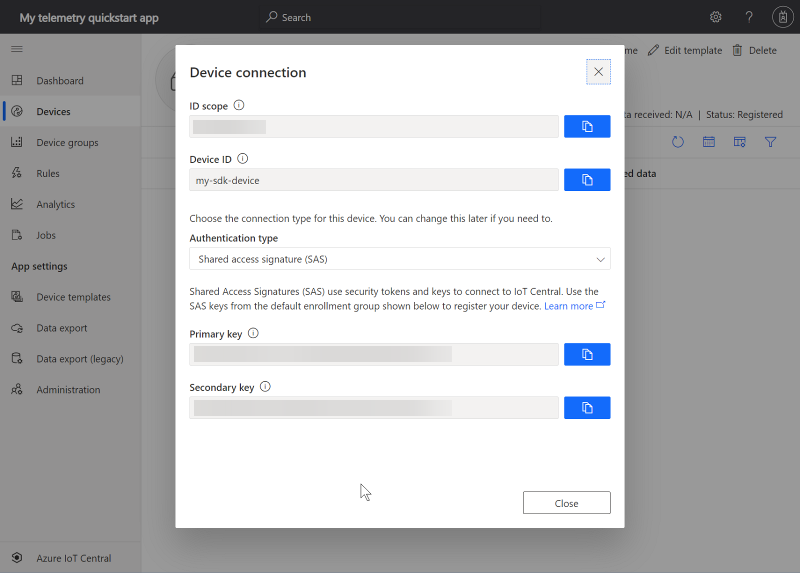 My telemetry quickstart app
Search
Dashboard
Devices
Device groups
Rules
Analytics
Jobs
App settings
Device templates
Data export
Data export (legacy)
Administration
Azure IoT Central
Edit template
Delete
received: N/A | Status: Registered
data
Device connection
ID scope
Device ID
my-sdk-device
Choose the connection type for this device. You can change this later if you need to.
Authentication type
Shared access signature (SAS)
Shared Access Signatures (SAS) use security tokens and keys to connect to IoT Central. Use the
SAS keys from the default enrollment group shown below to register your device. Learn more
Primary key
Secondary key
Close